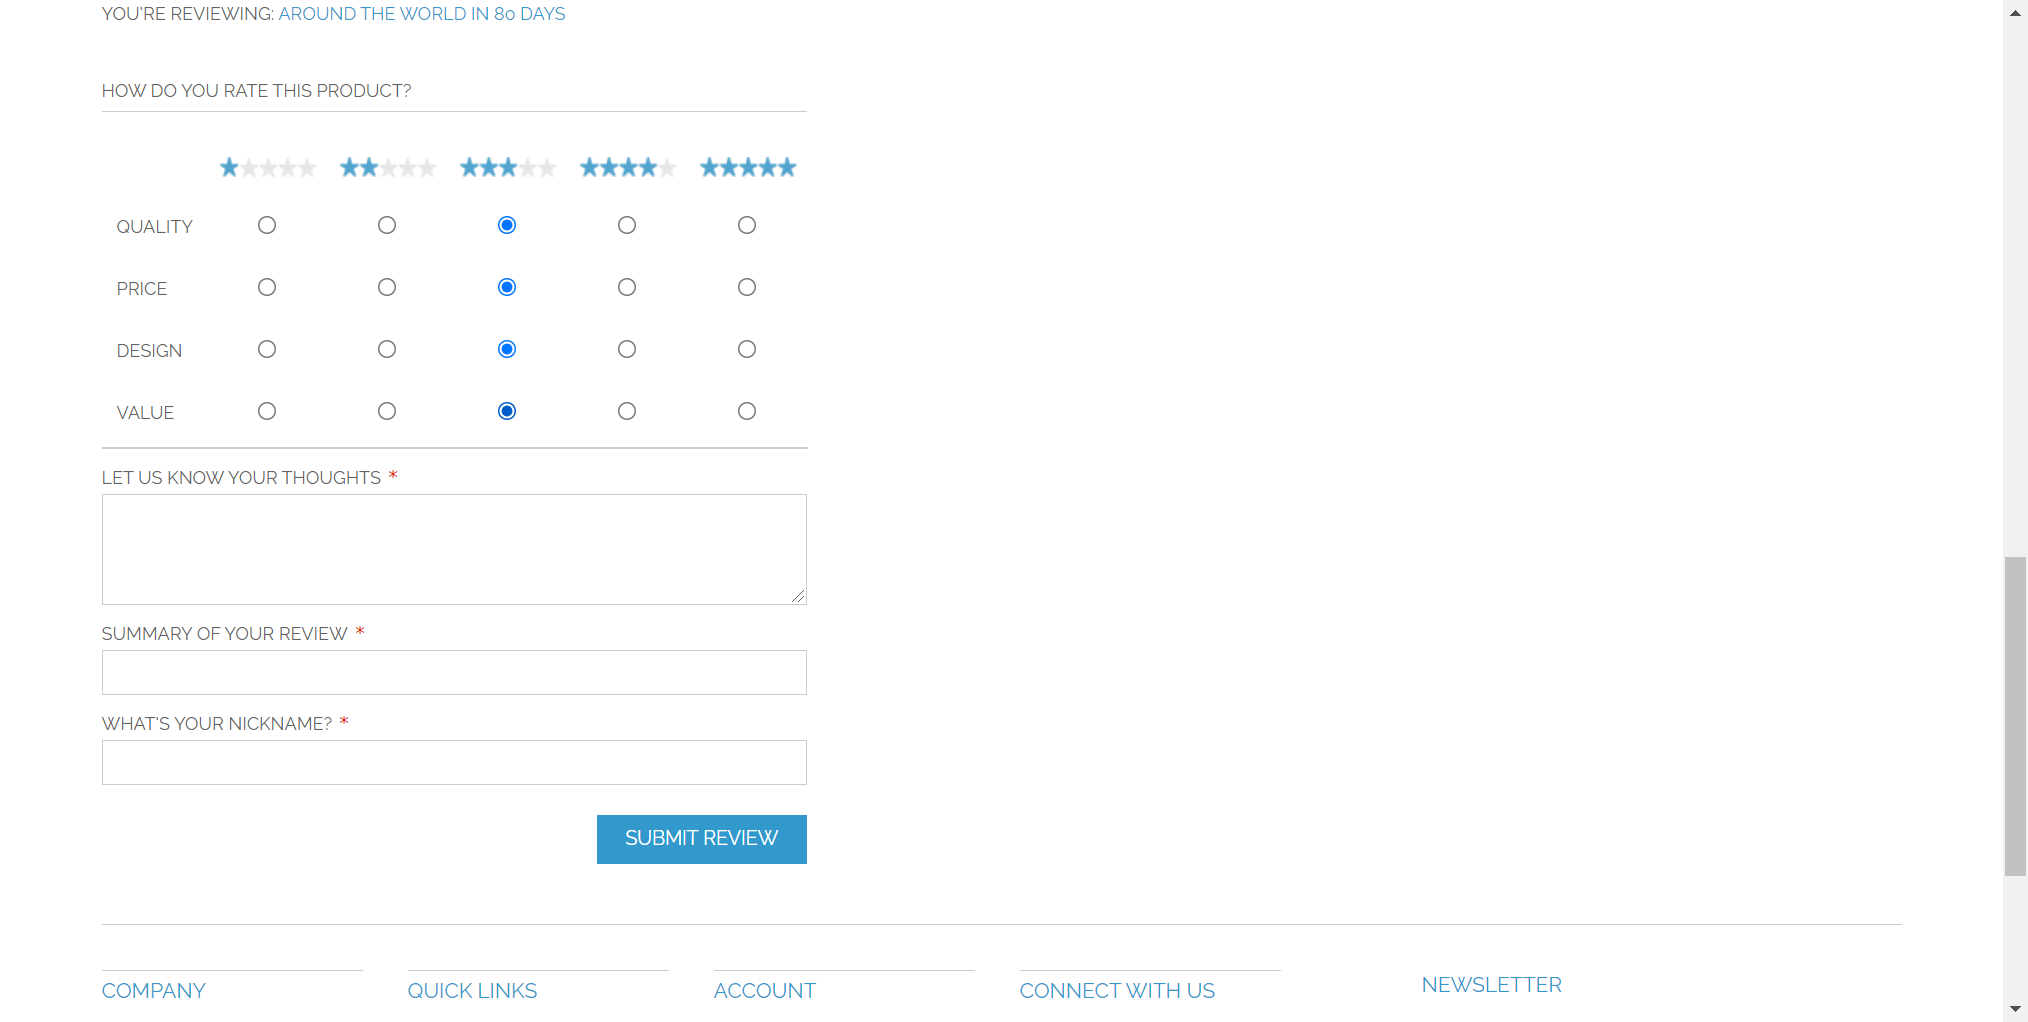 YOU'RE REVIEWING: AROUND THE WORLD IN 80 DAYS
HOW DO YOU RATE THIS PRODUCT?
QUALITY
PRICE
DESIGN
VALUE
LET US KNOW YOUR THOUGHTS *
SUMMARY OF YOUR REVIEW *
WHAT'S YOUR NICKNAME? *
SUBMIT REVIEW
COMPANY QUICK LINKS ACCOUNT CONNECT WITH US NEWSLETTER